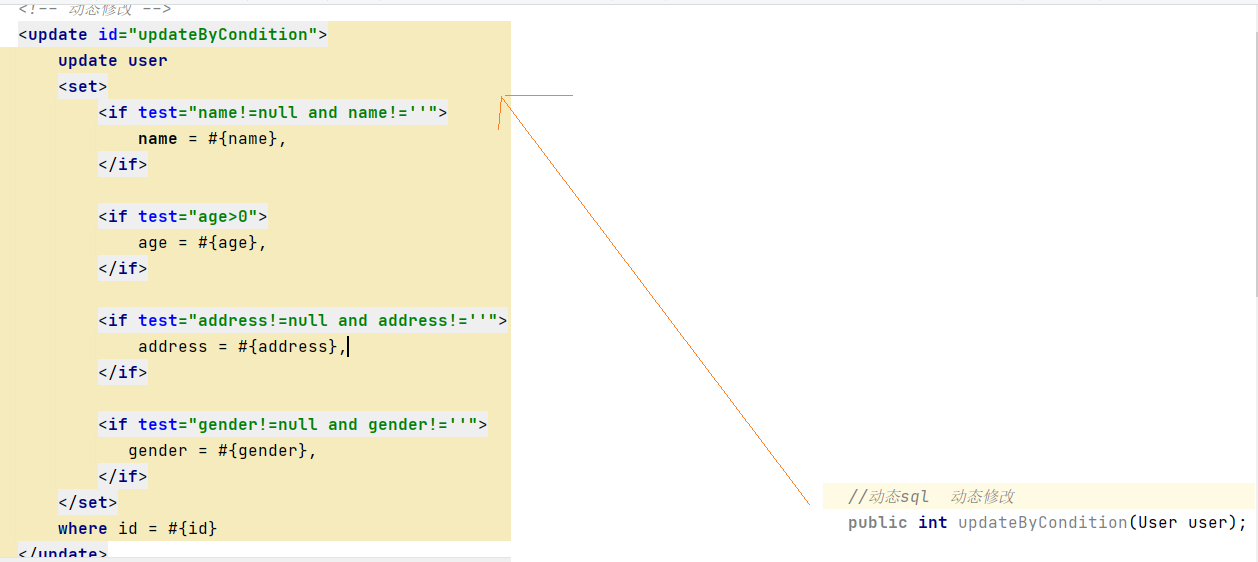 <!-- 动态修改 -->
<update id="updateByCondition">
update user
<set>
<if test="name!=null and name!=''">
name = #{name},
</if>
<if test="age>0">
age = #{age},
</if>
<if test="address!=null and address!=''">
address = #{address},
</if>
<if test="gender!=null and gender!=''">
gender = #{gender},
</if>
</set>
where id = #{id}
</update>
//动态sql 动态修改
public int updateByCondition(User user);